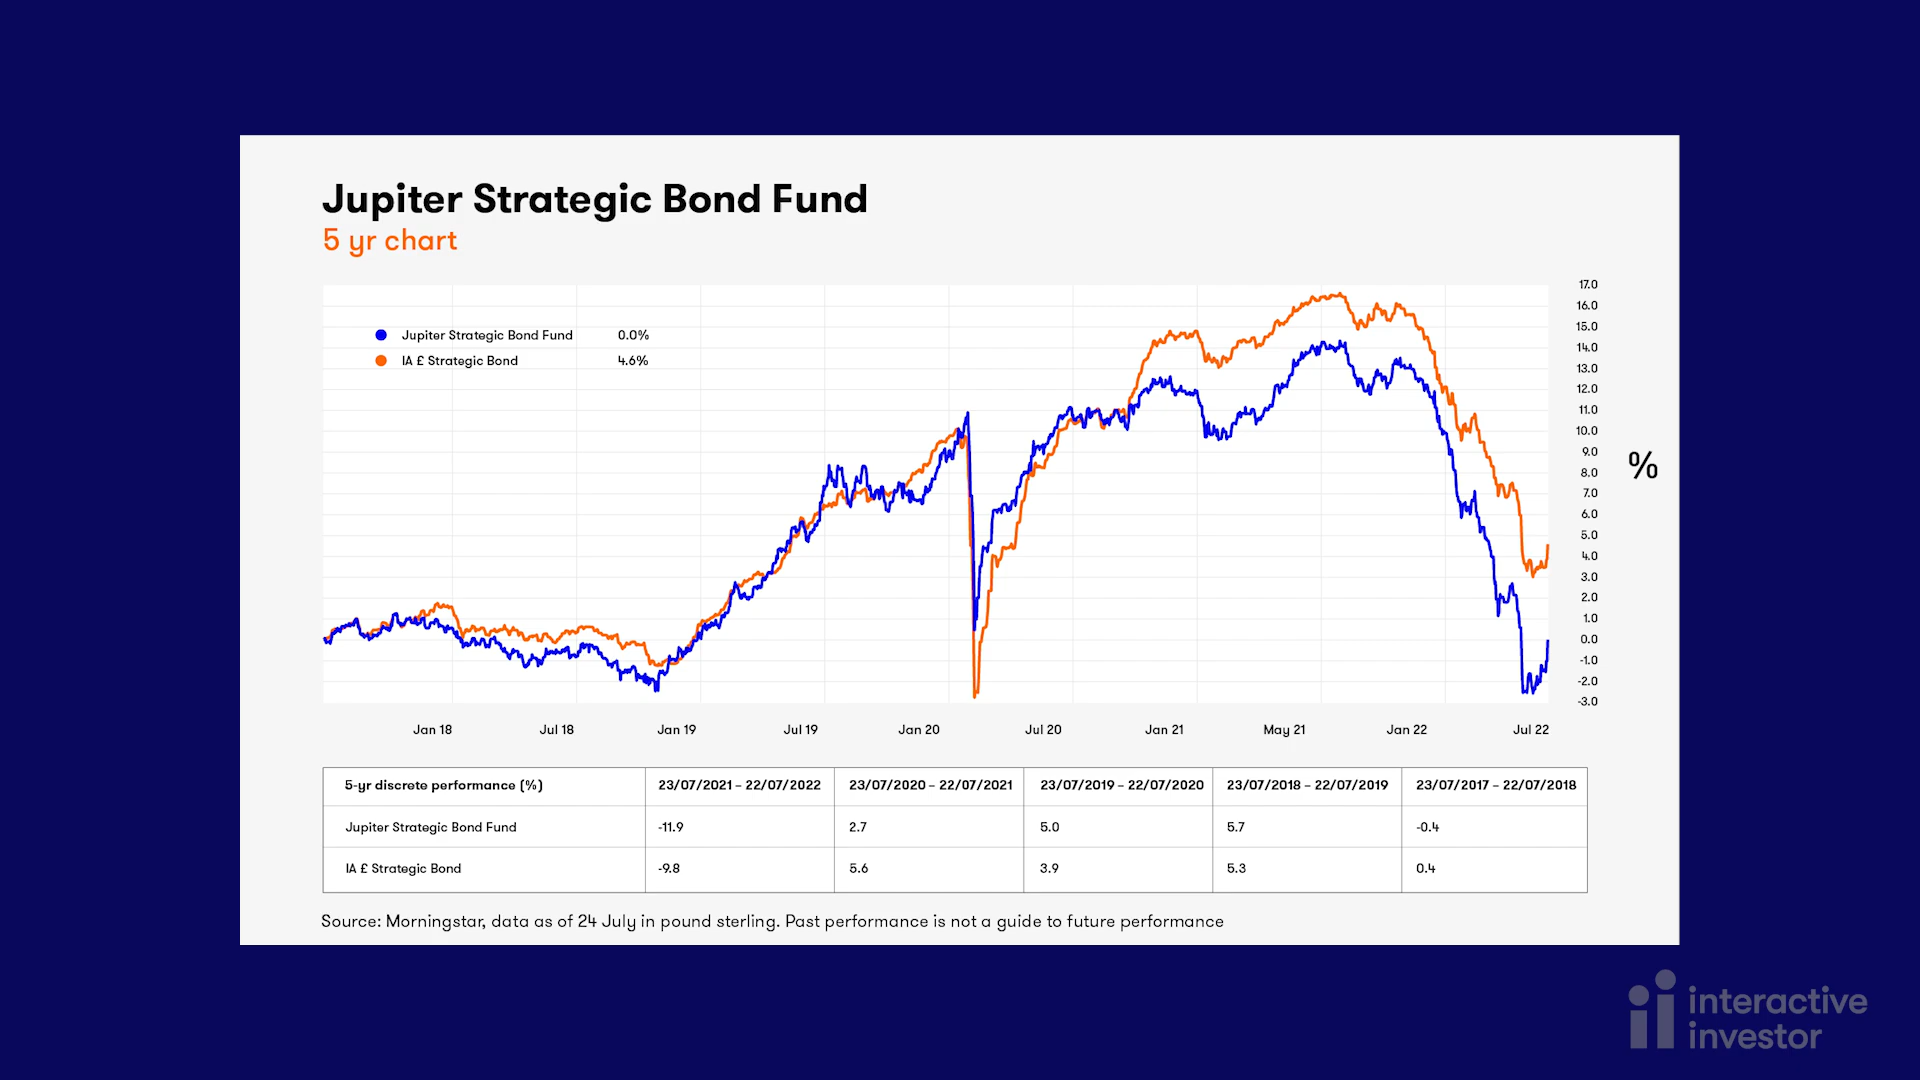 Jupiter Strategic Bond Fund
5 yr chart
Jupiter Strategic Bond Fund 0.0%
IA £ Strategic Bond 4.6%
17.0
16.0
15.0
14.0
13.0
12.0
11.0
10.0
9.0
8.0
7.0
6.0
5.0
4.0
3.0
2.0
1.0
0.0
-1.0
-2.0
-3.0
%
Jan 18 Jul 18 Jan 19 Jul 19 Jan 20 Jul 20 Jan 21 May 21 Jan 22 Jul 22
5-yr discrete performance (%) 23/07/2021 – 22/07/2022 23/07/2020 – 22/07/2021 23/07/2019 – 22/07/2020 23/07/2018 – 22/07/2019 23/07/2017 – 22/07/2018
Jupiter Strategic Bond Fund -11.9 2.7 5.0 5.7 -0.4
IA £ Strategic Bond -9.8 5.6 3.9 5.3 0.4
Source: Morningstar, data as of 24 July in pound sterling. Past performance is not a guide to future performance
ii interactive
investor